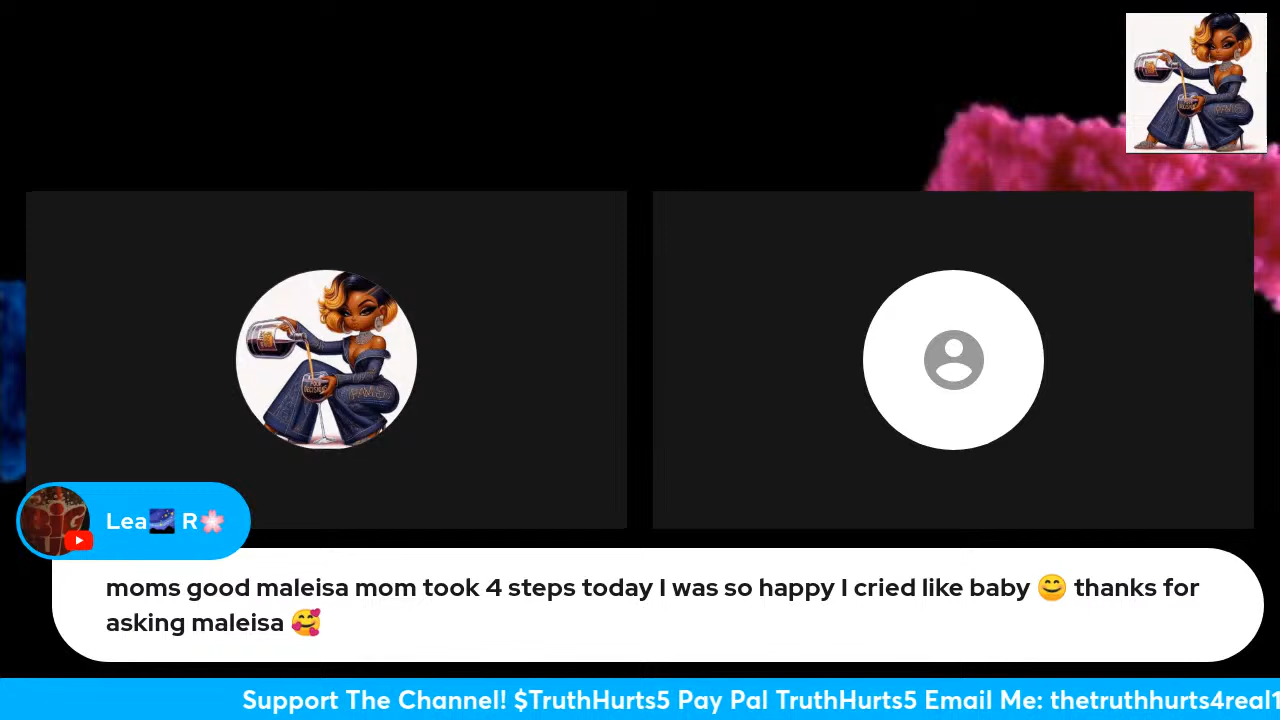 Lea🌌 R🌸
moms good maleisa mom took 4 steps today I was so happy I cried like baby 😊 thanks for
asking maleisa 🥰
Support The Channel! $TruthHurts5 Pay Pal TruthHurts5 Email Me: thetruthhurts4real1